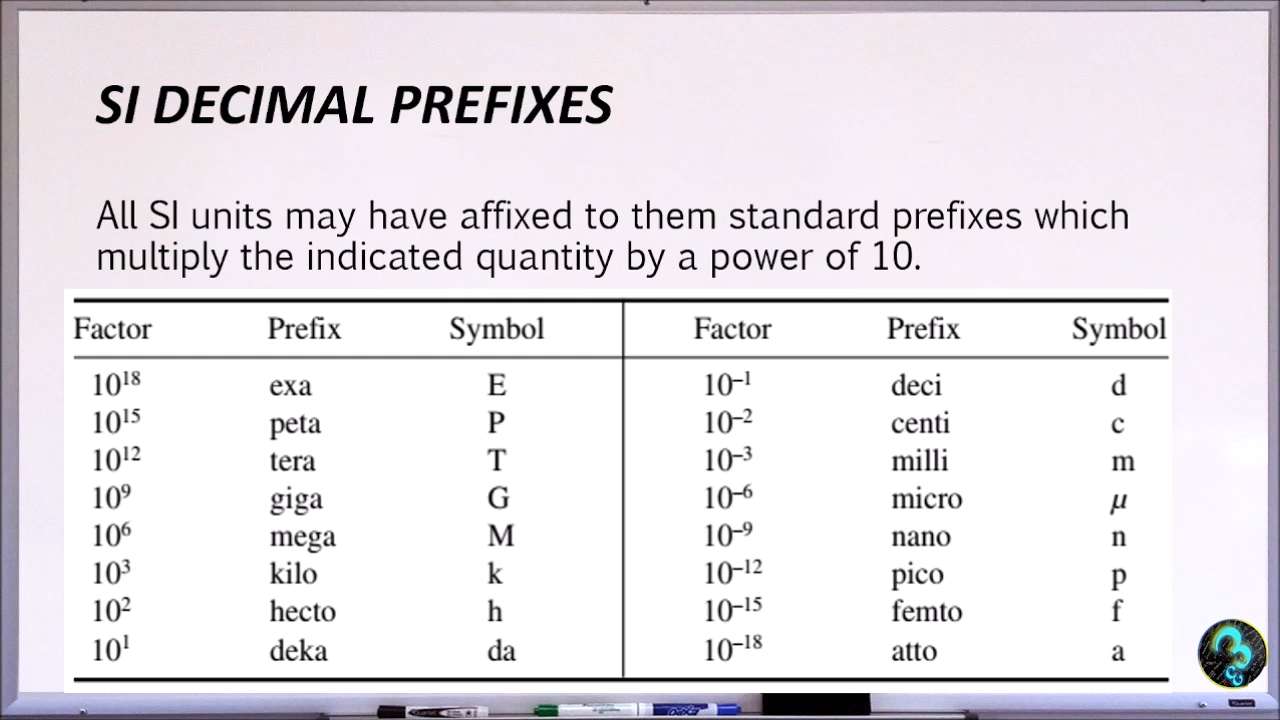 SI DECIMAL PREFIXES
All SI units may have affixed to them standard prefixes which
multiply the indicated quantity by a power of 10.
Factor Prefix Symbol Factor Prefix Symbol
10¹⁸ exa E 10⁻¹ deci d
10¹⁵ peta P 10⁻² centi c
10¹² tera T 10⁻³ milli m
10⁹ giga G 10⁻⁶ micro μ
10⁶ mega M 10⁻⁹ nano n
10³ kilo k 10⁻¹² pico p
10² hecto h 10⁻¹⁵ femto f
10¹ deka da 10⁻¹⁸ atto a